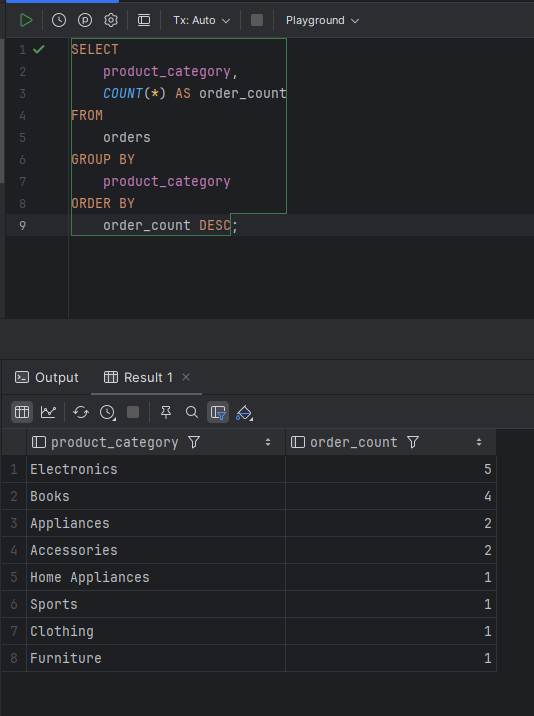 Tx: Auto Playground
1 SELECT
2 product_category,
3 COUNT(*) AS order_count
4 FROM
5 orders
6 GROUP BY
7 product_category
8 ORDER BY
9 order_count DESC;
Output Result 1
product_category order_count
1 Electronics 5
2 Books 4
3 Appliances 2
4 Accessories 2
5 Home Appliances 1
6 Sports 1
7 Clothing 1
8 Furniture 1